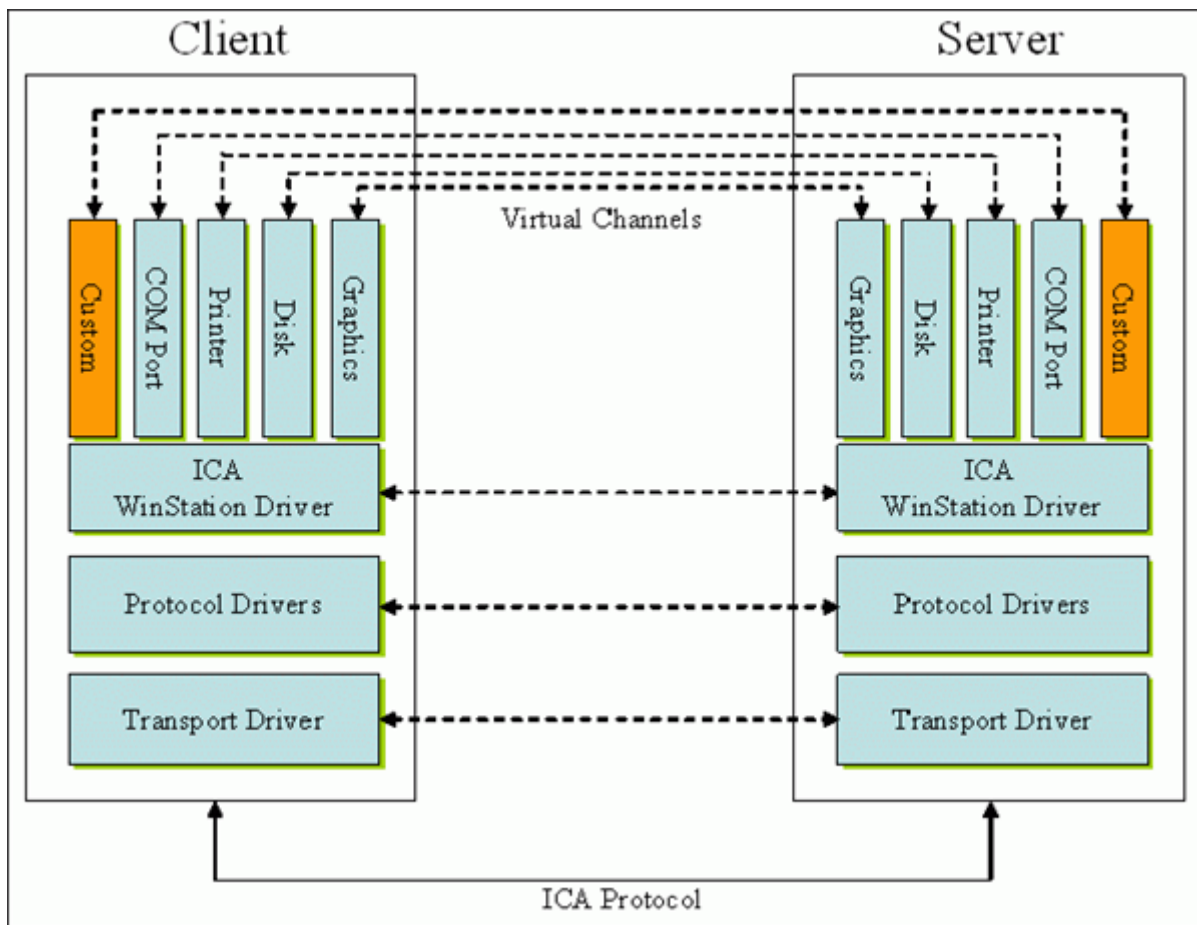 Client
Server
Virtual Channels
Custom
COM Port
Printer
Disk
Graphics
Graphics
Disk
Printer
COM Port
Custom
ICA
WinStation Driver
ICA
WinStation Driver
Protocol Drivers
Protocol Drivers
Transport Driver
Transport Driver
ICA Protocol